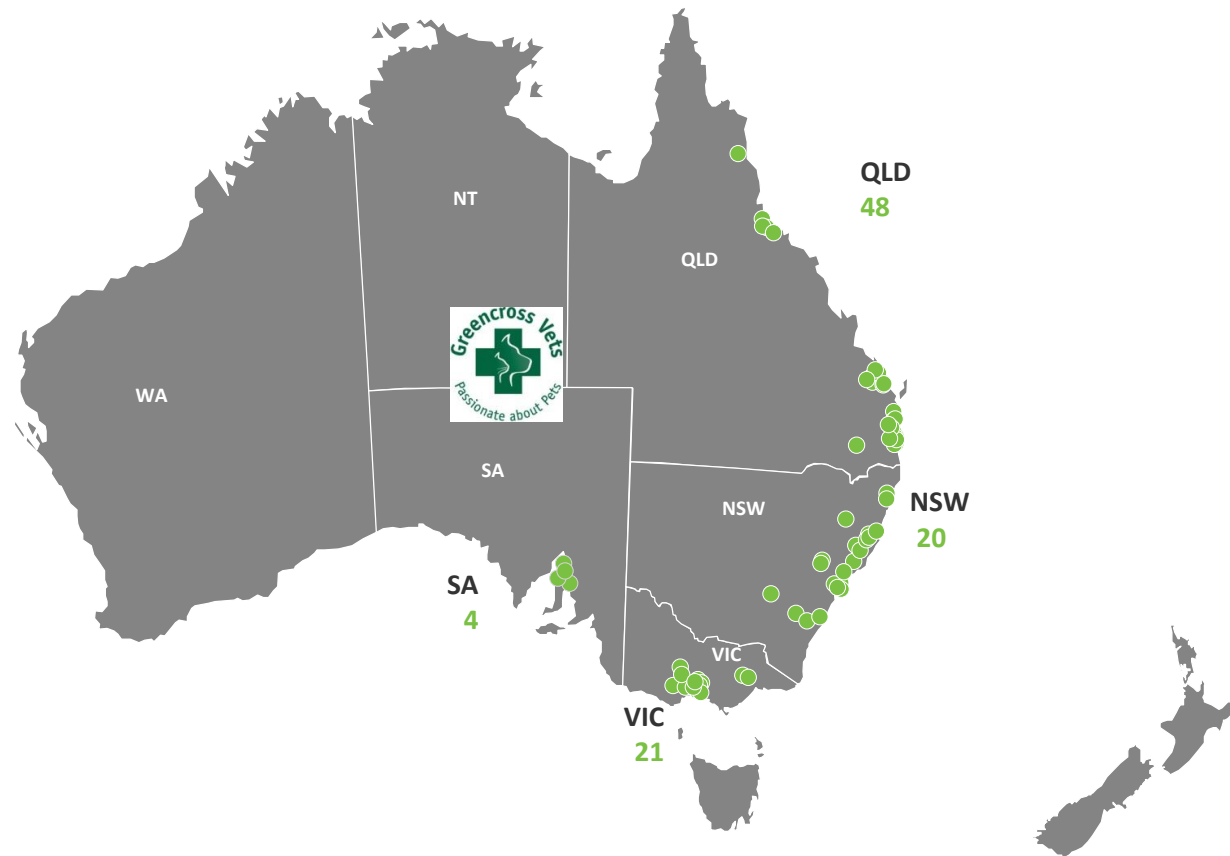 QLD
48
NT
QLD
Greencross Vets
Passionate about Pets
WA
SA
NSW
NSW
20
SA
4
VIC
VIC
21